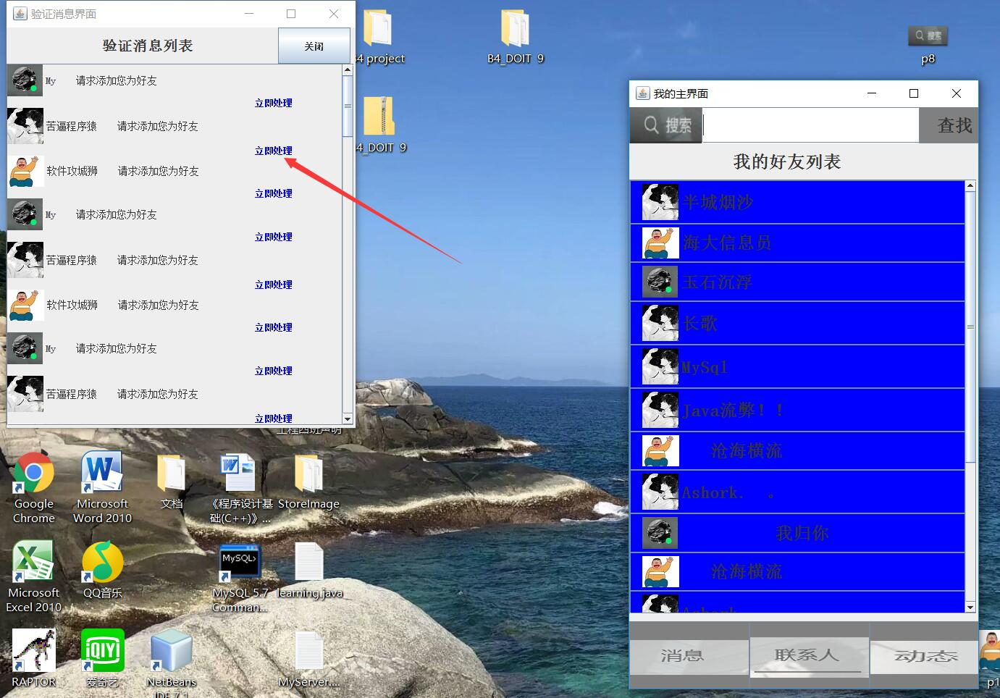 验证消息界面
验证消息列表
关闭
My 请求添加您为好友
立即处理
苦逼程序猿 请求添加您为好友
立即处理
软件攻城狮 请求添加您为好友
立即处理
My 请求添加您为好友
立即处理
苦逼程序猿 请求添加您为好友
立即处理
软件攻城狮 请求添加您为好友
立即处理
My 请求添加您为好友
立即处理
苦逼程序猿 请求添加您为好友
立即处理
B4_DOIT_9
搜索
p8
我的主界面
搜索
查找
我的好友列表
半城烟沙
海大信息员
玉石沉浮
长歌
MySql
Java流弊！！
沧海横流
Ashork. 。
我归你
沧海横流
Ashork
消息
联系人
动态
project
4_DOIT_9
工程四班声明
Google
Chrome
Microsoft
Word 2010
文档
《程序设计基
础(C++)》...
StoreImage
Microsoft
Excel 2010
QQ音乐
MySQL>
MySQL 5.7
Comman...
learning.java
RAPTOR
iQIYI
爱奇艺
NetBeans
IDE 7.1
MyServer....
p1